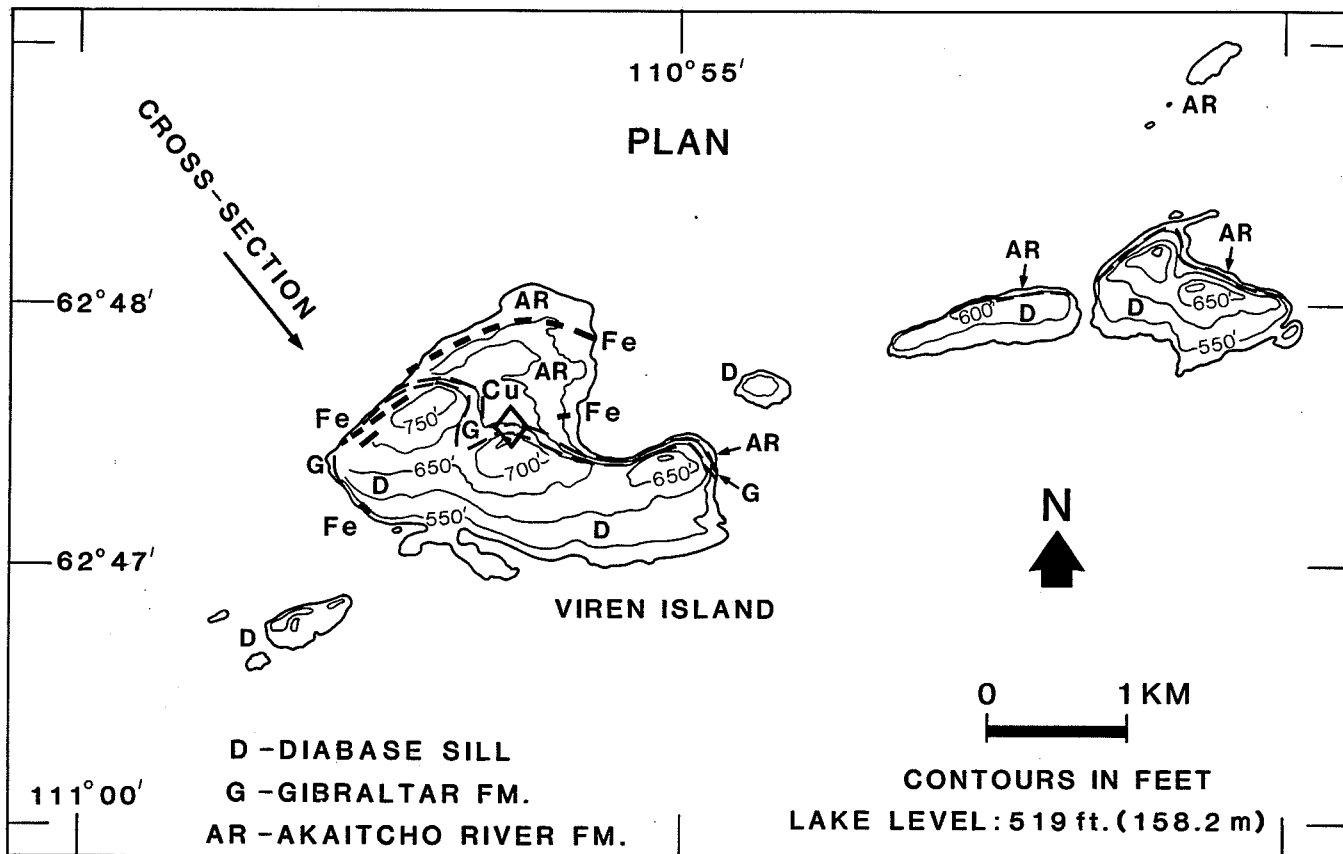 110°55'
PLAN
CROSS-SECTION
AR
AR
AR
62°48'
AR
Fe
600'
D
650'
D
550'
AR
D
Cu
Fe
Fe
750'
G
G
650'
700'
650'
AR
G
D
Fe
550'
D
N
62°47'
VIREN ISLAND
D
0 1 KM
D - DIABASE SILL
G - GIBRALTAR FM.
AR - AKAITCHO RIVER FM.
111°00'
CONTOURS IN FEET
LAKE LEVEL: 519 ft. (158.2 m)